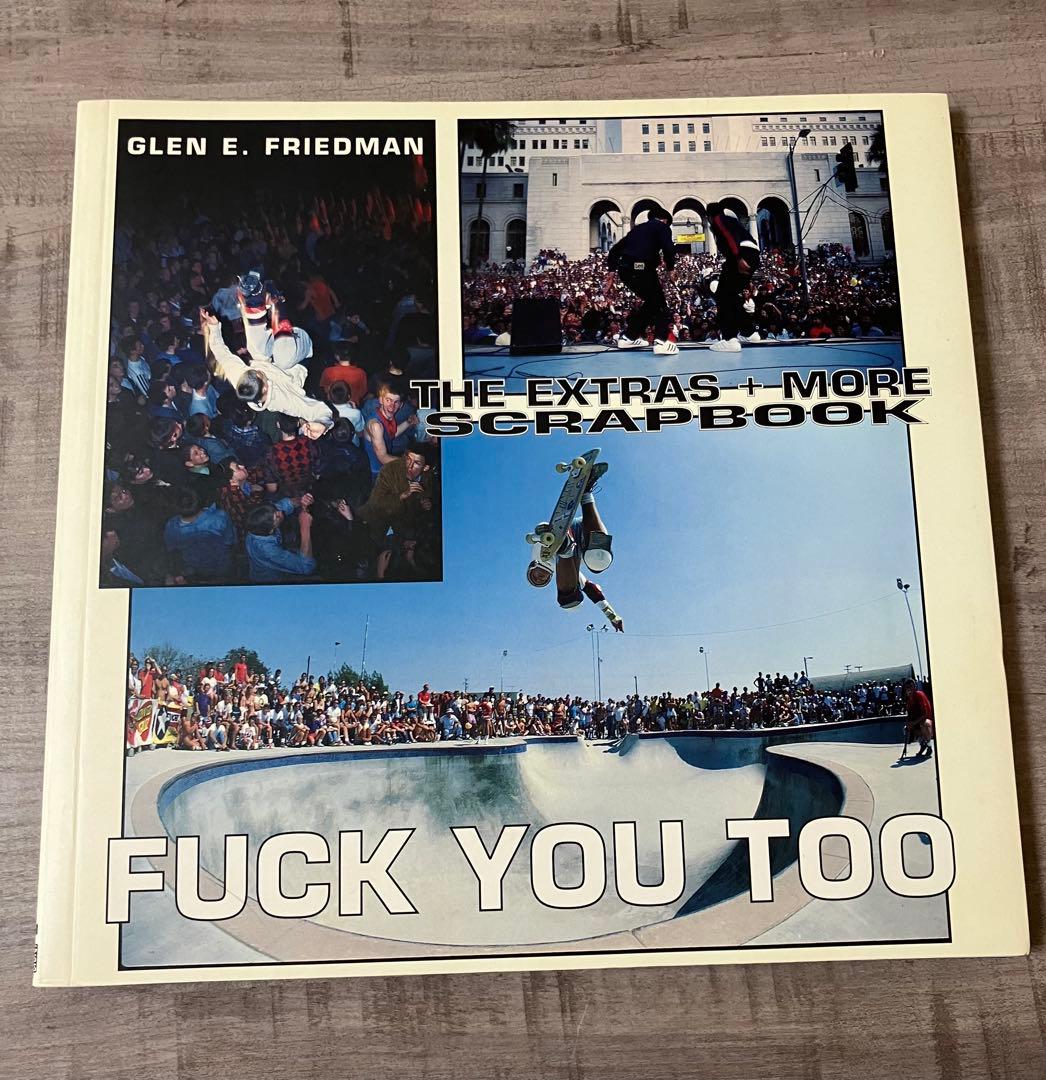 GLEN E. FRIEDMAN
THE EXTRAS + MORE
SCRAPBOOK
FUCK YOU TOO